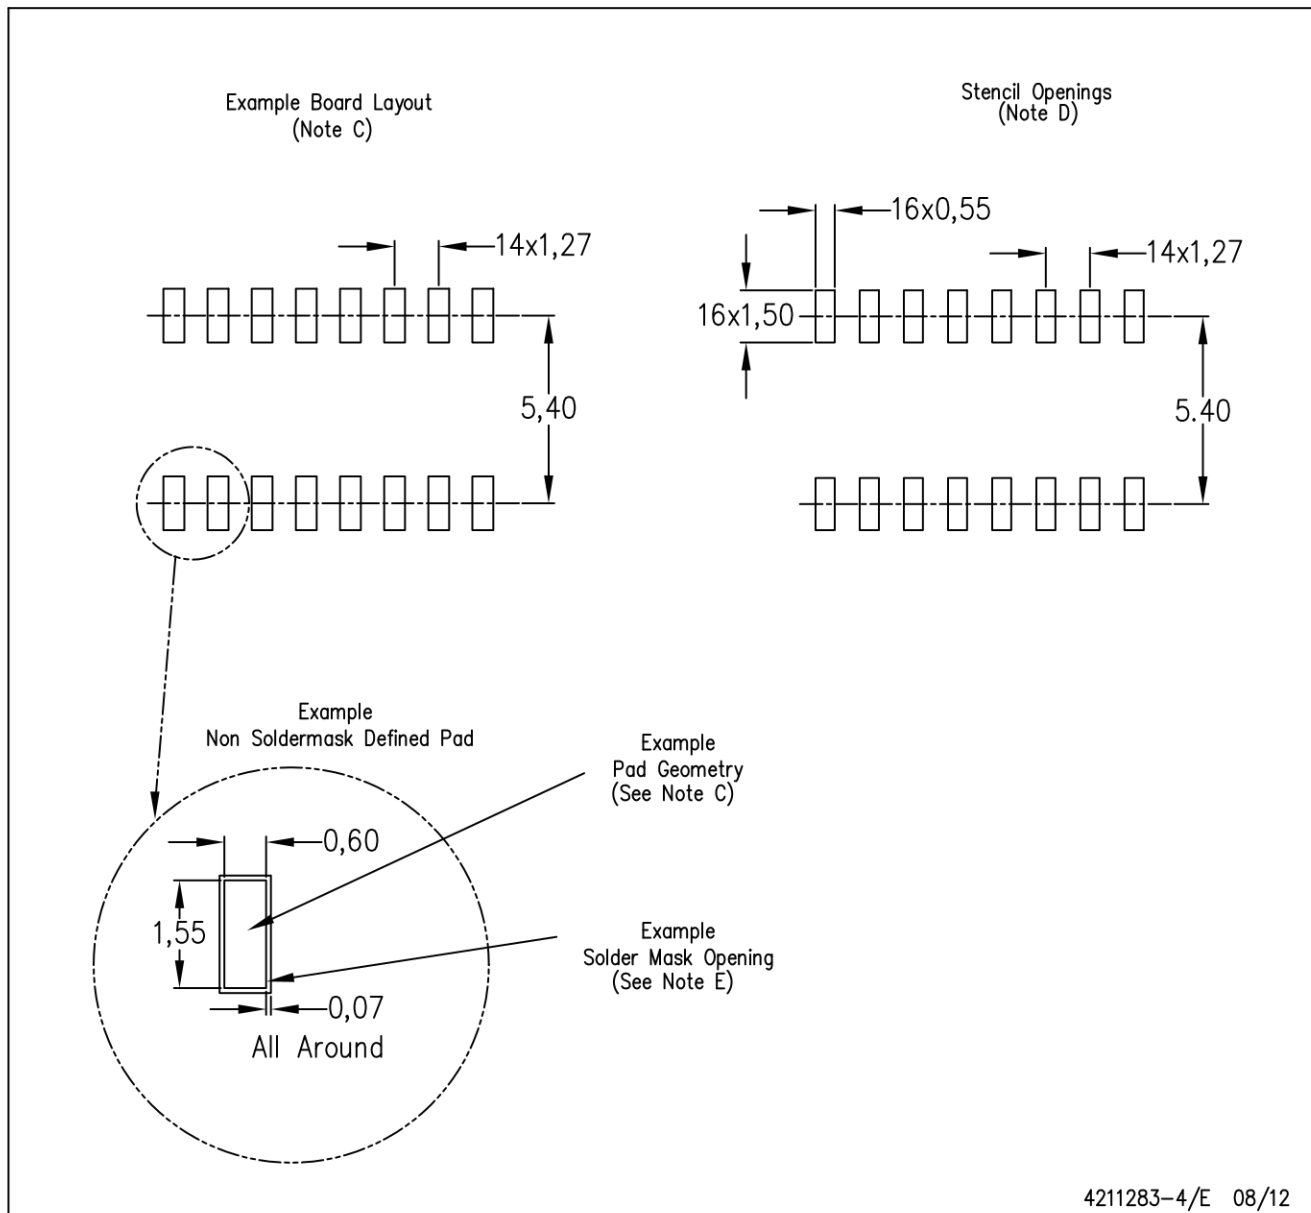 Example Board Layout
(Note C)
Stencil Openings
(Note D)
14x1,27
5,40
16x0,55
14x1,27
16x1,50
5.40
Example
Non Soldermask Defined Pad
Example
Pad Geometry
(See Note C)
0,60
1,55
Example
Solder Mask Opening
(See Note E)
0,07
All Around
4211283-4/E 08/12